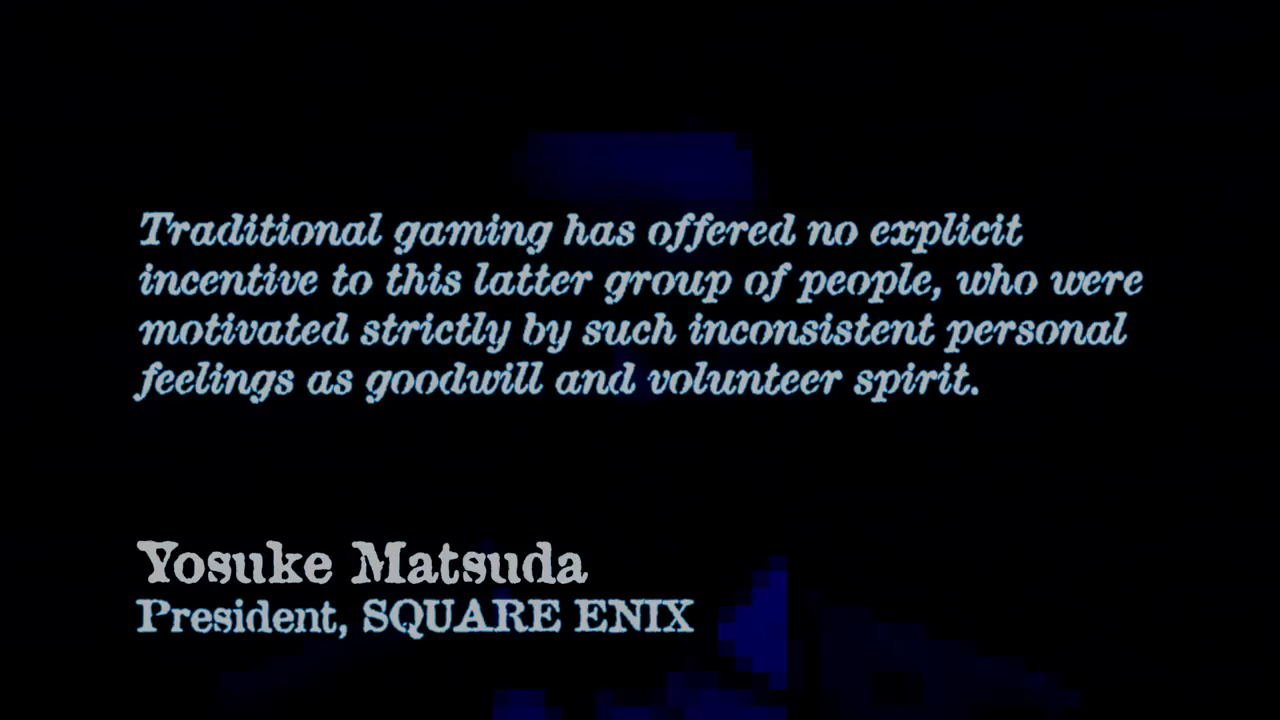 Traditional gaming has offered no explicit
incentive to this latter group of people, who were
motivated strictly by such inconsistent personal
feelings as goodwill and volunteer spirit.
Yosuke Matsuda
President, SQUARE ENIX